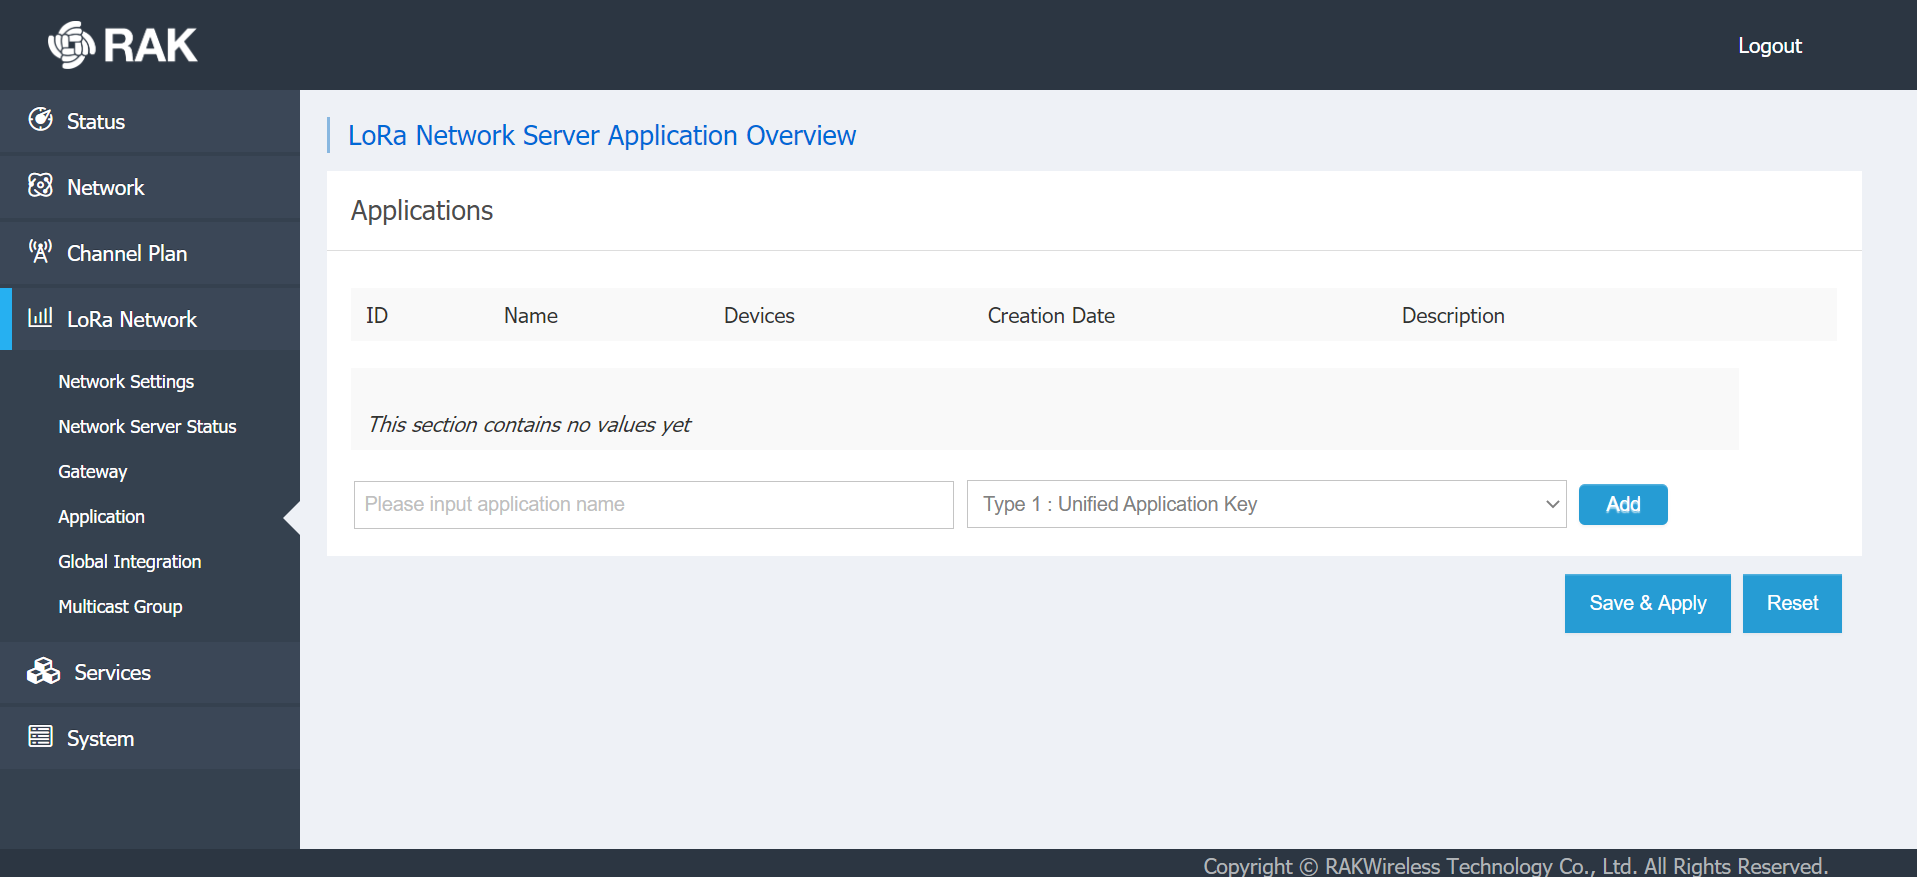 RAK
Logout
Status
Network
Channel Plan
LoRa Network
Network Settings
Network Server Status
Gateway
Application
Global Integration
Multicast Group
Services
System
LoRa Network Server Application Overview
Applications
ID Name Devices Creation Date Description
This section contains no values yet
Please input application name Type 1 : Unified Application Key Add
Save & Apply Reset
Copyright © RAKWireless Technology Co., Ltd. All Rights Reserved.